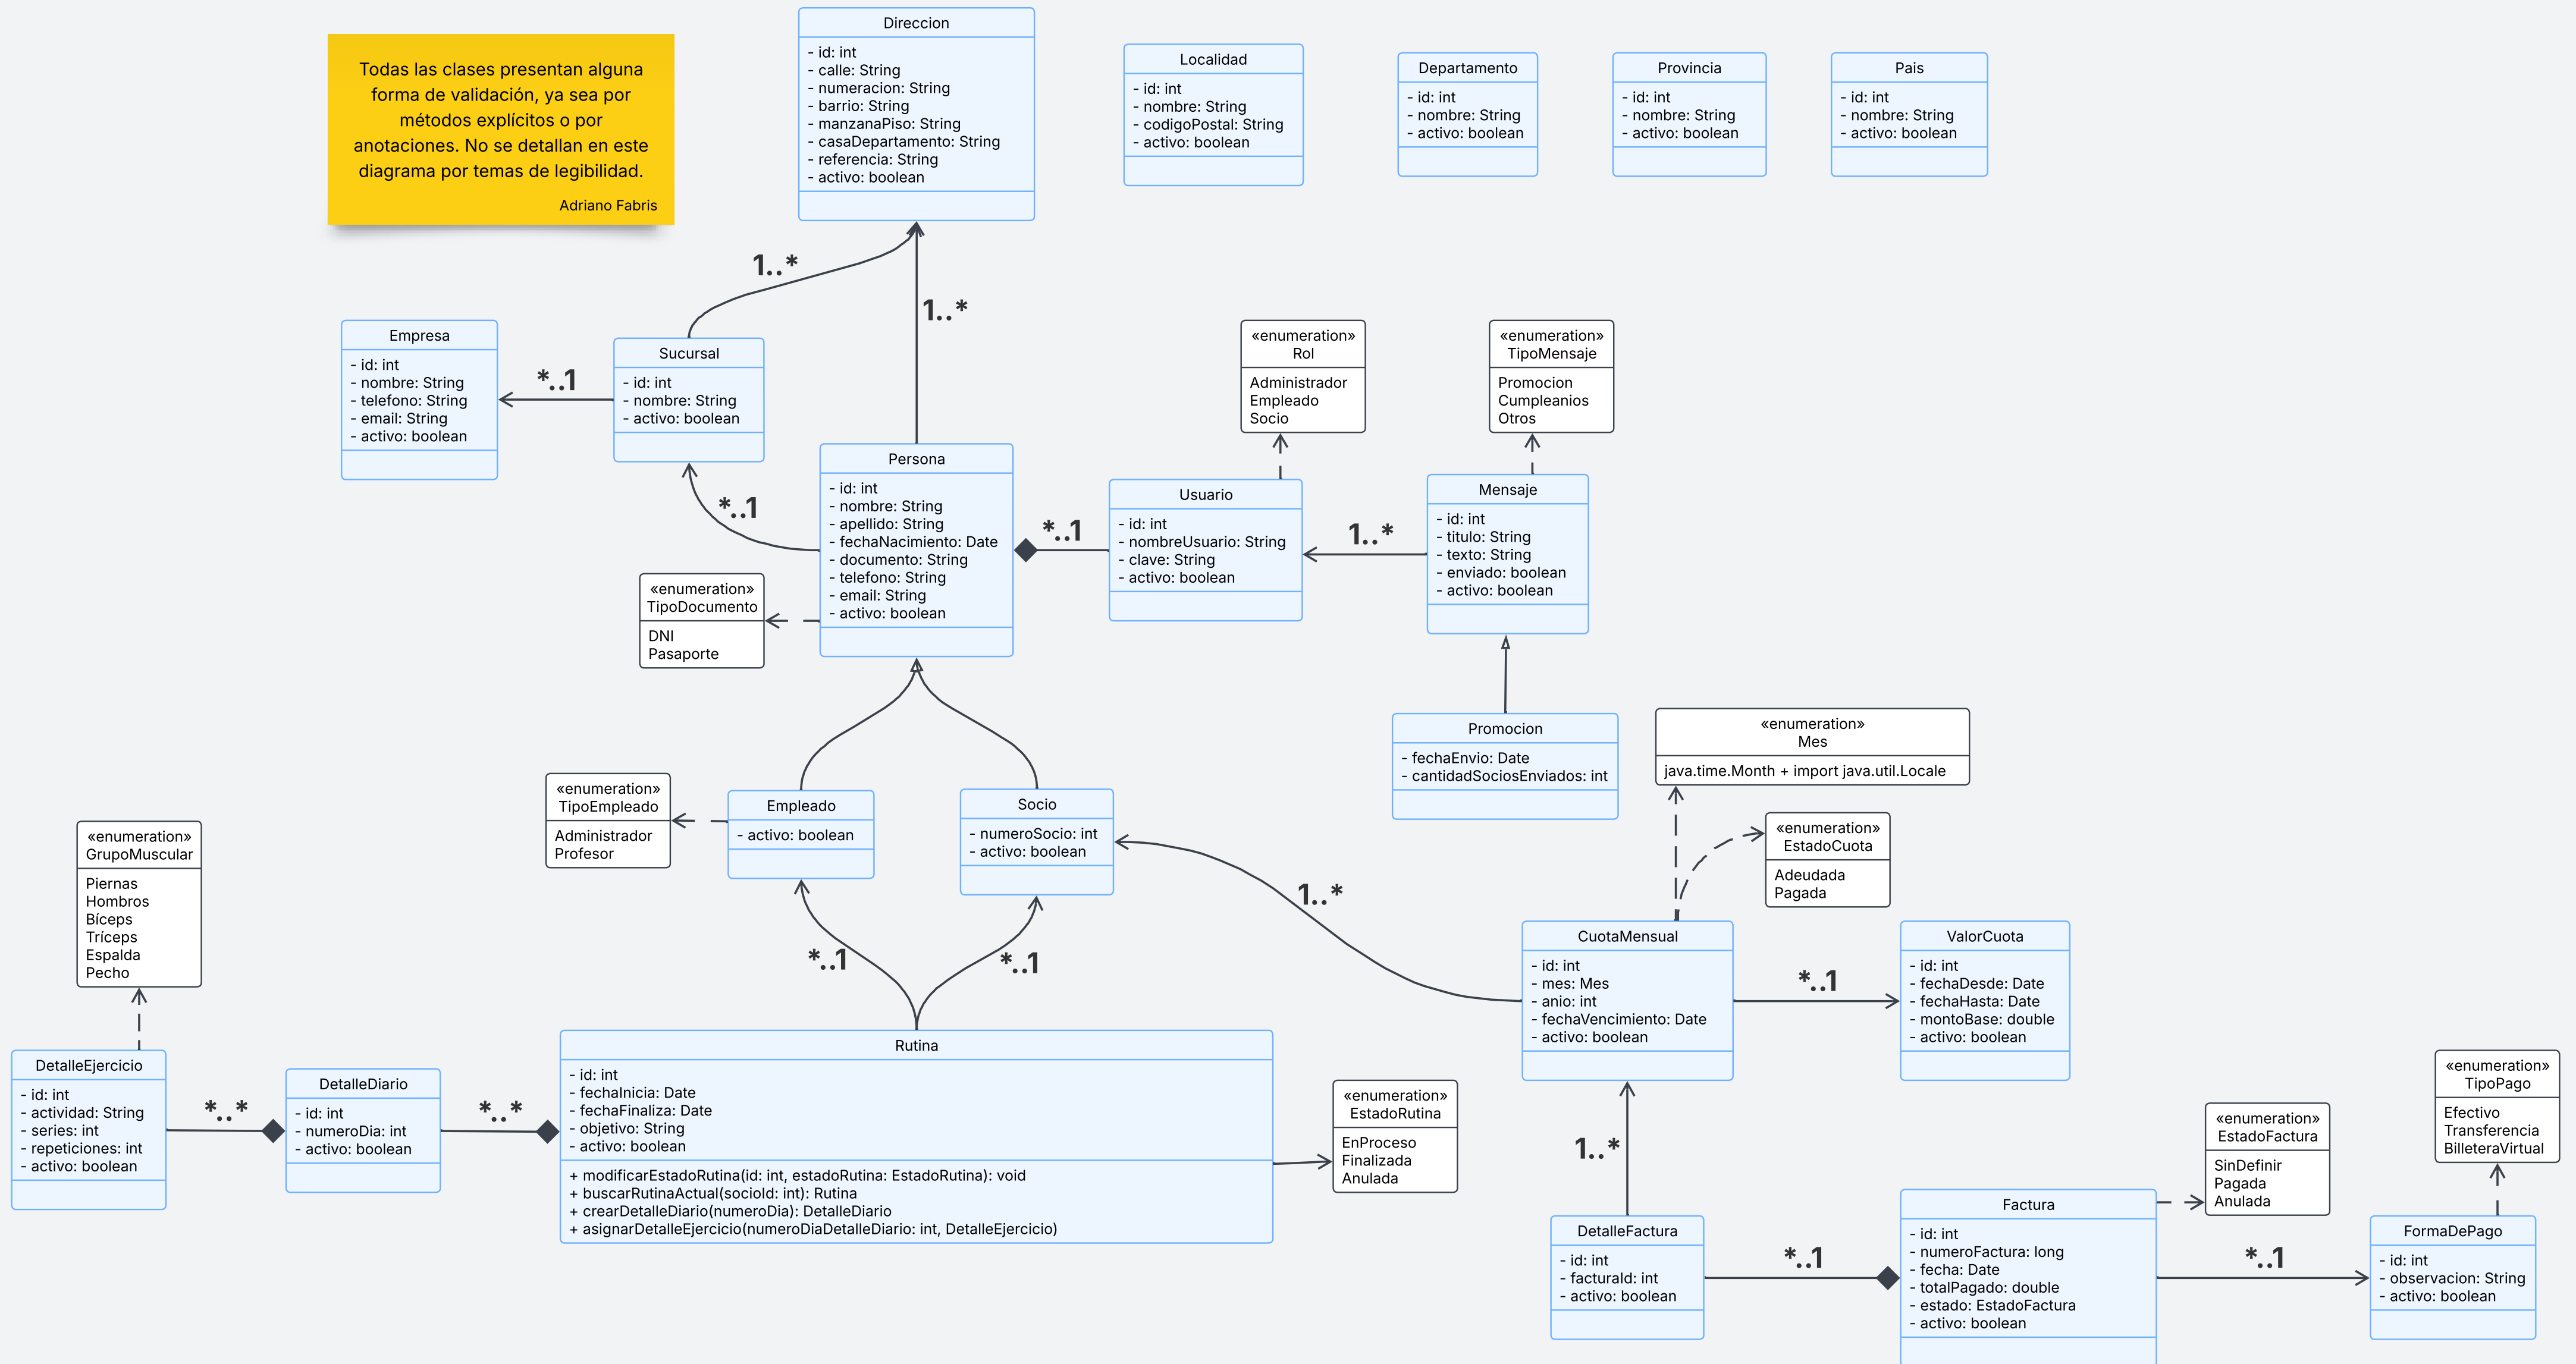 Todas las clases presentan alguna
forma de validación, ya sea por
métodos explícitos o por
anotaciones. No se detallan en este
diagrama por temas de legibilidad.
Adriano Fabris
Direccion
- id: int
- calle: String
- numeracion: String
- barrio: String
- manzanaPiso: String
- casaDepartamento: String
- referencia: String
- activo: boolean
Localidad
- id: int
- nombre: String
- codigoPostal: String
- activo: boolean
Departamento
- id: int
- nombre: String
- activo: boolean
Provincia
- id: int
- nombre: String
- activo: boolean
Pais
- id: int
- nombre: String
- activo: boolean
1..*
1..*
Empresa
- id: int
- nombre: String
- telefono: String
- email: String
- activo: boolean
*..1
Sucursal
- id: int
- nombre: String
- activo: boolean
*..1
Persona
- id: int
- nombre: String
- apellido: String
- fechaNacimiento: Date
- documento: String
- telefono: String
- email: String
- activo: boolean
«enumeration»
TipoDocumento
DNI
Pasaporte
*..1
«enumeration»
Rol
Administrador
Empleado
Socio
Usuario
- id: int
- nombreUsuario: String
- clave: String
- activo: boolean
1..*
«enumeration»
TipoMensaje
Promocion
Cumpleanios
Otros
Mensaje
- id: int
- titulo: String
- texto: String
- enviado: boolean
- activo: boolean
Promocion
- fechaEnvio: Date
- cantidadSociosEnviados: int
«enumeration»
Mes
java.time.Month + import java.util.Locale
«enumeration»
EstadoCuota
Adeudada
Pagada
«enumeration»
TipoEmpleado
Administrador
Profesor
Empleado
- activo: boolean
Socio
- numeroSocio: int
- activo: boolean
1..*
«enumeration»
GrupoMuscular
Piernas
Hombros
Bíceps
Tríceps
Espalda
Pecho
*..1
*..1
CuotaMensual
- id: int
- mes: Mes
- anio: int
- fechaVencimiento: Date
- activo: boolean
*..1
ValorCuota
- id: int
- fechaDesde: Date
- fechaHasta: Date
- montoBase: double
- activo: boolean
DetalleEjercicio
- id: int
- actividad: String
- series: int
- repeticiones: int
- activo: boolean
*..*
DetalleDiario
- id: int
- numeroDia: int
- activo: boolean
*..*
Rutina
- id: int
- fechaInicia: Date
- fechaFinaliza: Date
- objetivo: String
- activo: boolean
+ modificarEstadoRutina(id: int, estadoRutina: EstadoRutina): void
+ buscarRutinaActual(socioId: int): Rutina
+ crearDetalleDiario(numeroDia): DetalleDiario
+ asignarDetalleEjercicio(numeroDiaDetalleDiario: int, DetalleEjercicio)
«enumeration»
EstadoRutina
EnProceso
Finalizada
Anulada
1..*
DetalleFactura
- id: int
- facturaId: int
- activo: boolean
*..1
Factura
- id: int
- numeroFactura: long
- fecha: Date
- totalPagado: double
- estado: EstadoFactura
- activo: boolean
«enumeration»
EstadoFactura
SinDefinir
Pagada
Anulada
*..1
«enumeration»
TipoPago
Efectivo
Transferencia
BilleteraVirtual
FormaDePago
- id: int
- observacion: String
- activo: boolean